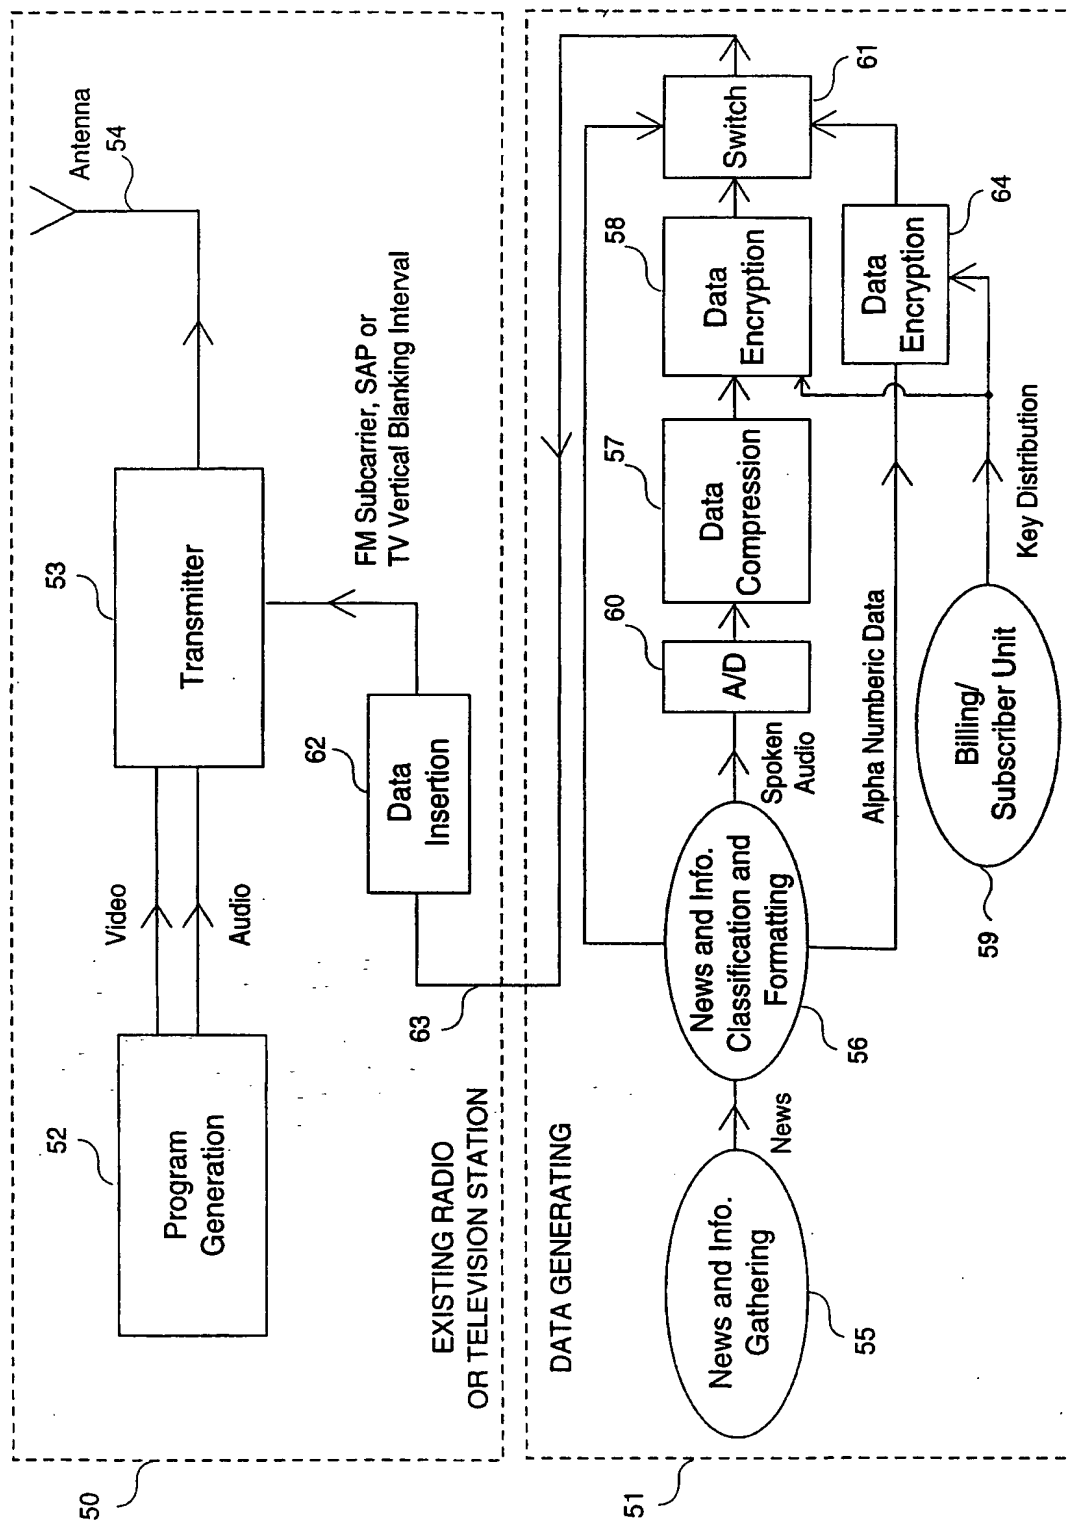 50
52
Program
Generation
Video
Audio
53
Transmitter
Antenna
54
62
Data
Insertion
FM Subcarrier, SAP or
TV Vertical Blanking Interval
63
EXISTING RADIO
OR TELEVISION STATION
51
DATA GENERATING
55
News and Info.
Gathering
News
56
News and Info.
Classification and
Formatting
Spoken
Audio
60
A/D
57
Data
Compression
58
Data
Encryption
Switch
61
Alpha Numberic Data
Data
Encryption
64
59
Billing/
Subscriber Unit
Key Distribution